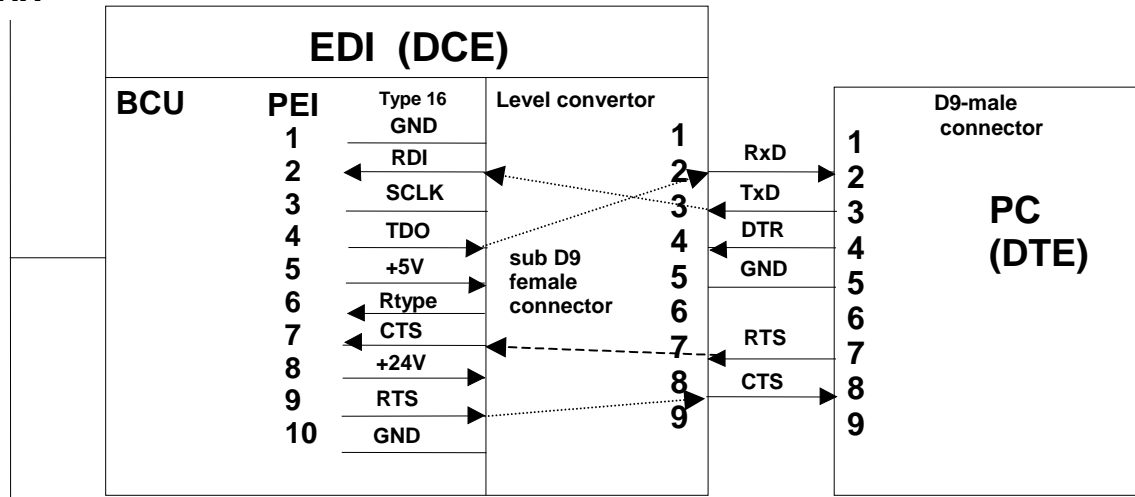 EDI (DCE)
BCU
PEI
Type 16
Level convertor
D9-male
connector
1
GND
1
1
2
RDI
2
RxD
2
3
SCLK
3
TxD
3
PC
(DTE)
4
TDO
4
DTR
4
5
+5V
sub D9
female
connector
5
GND
5
6
Rtype
6
6
7
CTS
7
RTS
7
8
+24V
8
CTS
8
9
RTS
9
9
10
GND